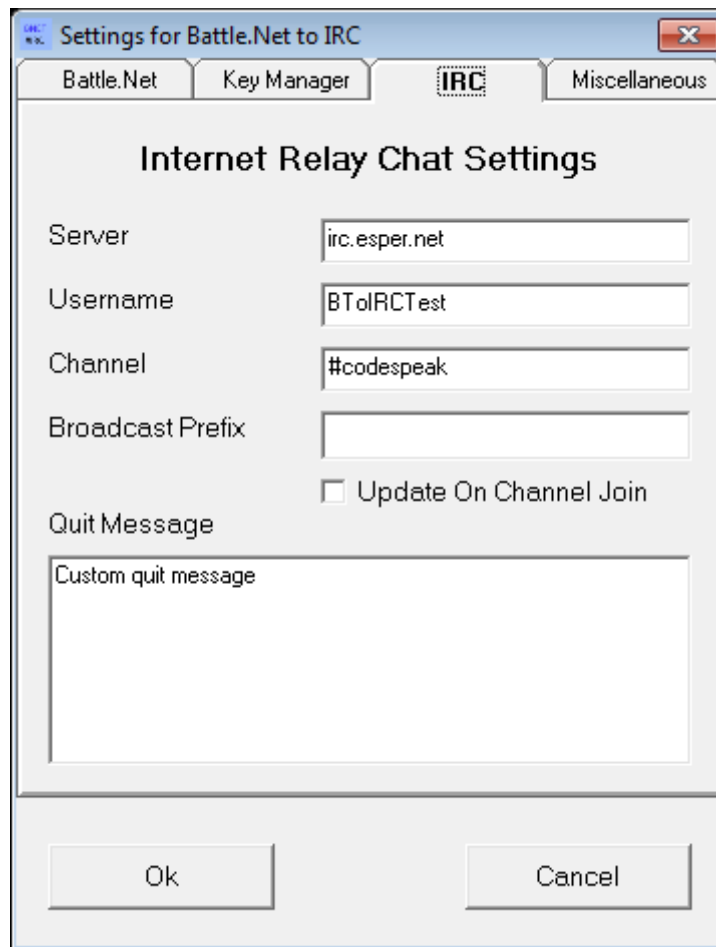 Settings for Battle.Net to IRC
Battle.Net Key Manager IRC Miscellaneous
Internet Relay Chat Settings
Server irc.esper.net
Username BToIRCTest
Channel #codespeak
Broadcast Prefix
Update On Channel Join
Quit Message
Custom quit message
Ok Cancel